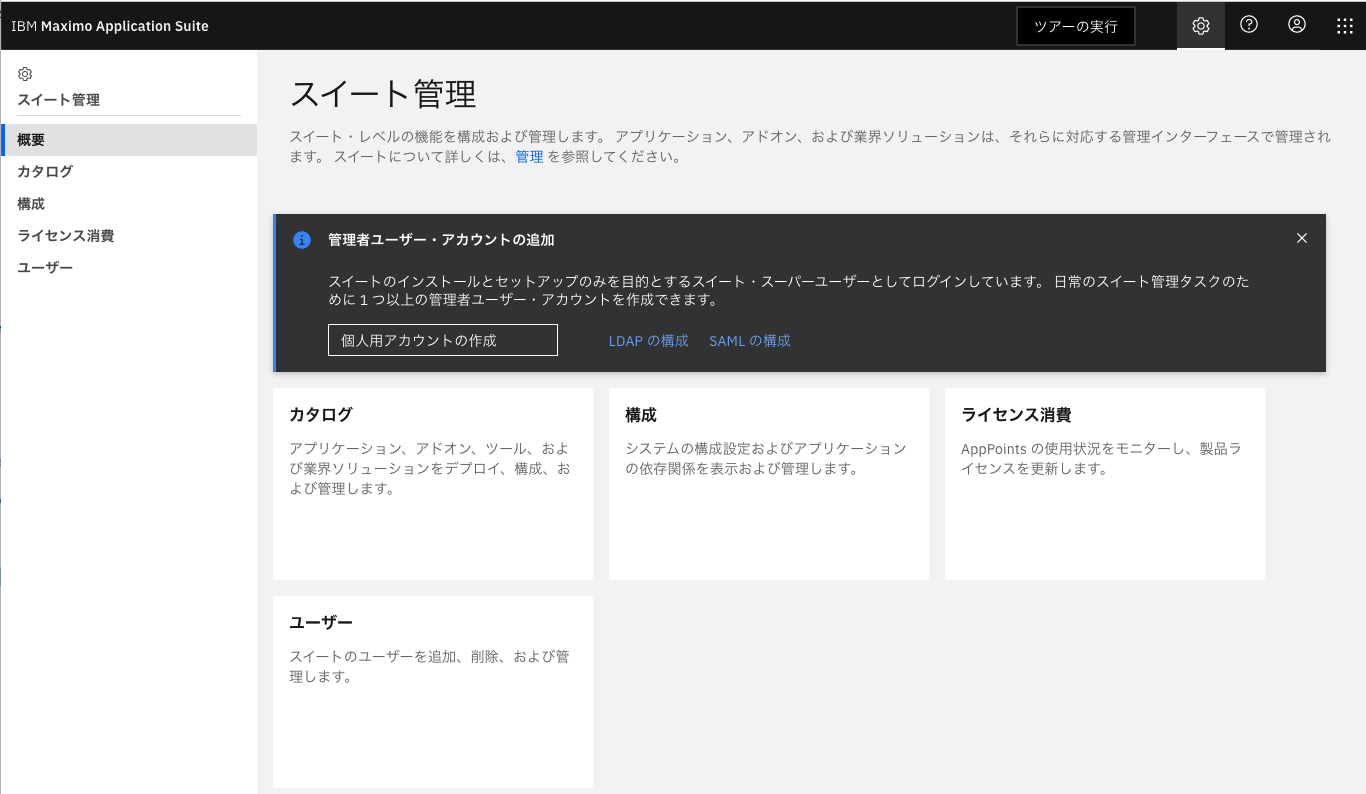 IBM Maximo Application Suite
ツアーの実行
スイート管理
概要
カタログ
構成
ライセンス消費
ユーザー
スイート管理
スイート・レベルの機能を構成および管理します。 アプリケーション、アドオン、および業界ソリューションは、それらに対応する管理インターフェースで管理され
ます。 スイートについて詳しくは、管理 を参照してください。
管理者ユーザー・アカウントの追加
スイートのインストールとセットアップのみを目的とするスイート・スーパーユーザーとしてログインしています。 日常のスイート管理タスクのた
めに 1 つ以上の管理者ユーザー・アカウントを作成できます。
個人用アカウントの作成
LDAP の構成
SAML の構成
カタログ
アプリケーション、アドオン、ツール、およ
び業界ソリューションをデプロイ、構成、お
よび管理します。
構成
システムの構成設定およびアプリケーション
の依存関係を表示および管理します。
ライセンス消費
AppPoints の使用状況をモニターし、製品ラ
イセンスを更新します。
ユーザー
スイートのユーザーを追加、削除、および管
理します。